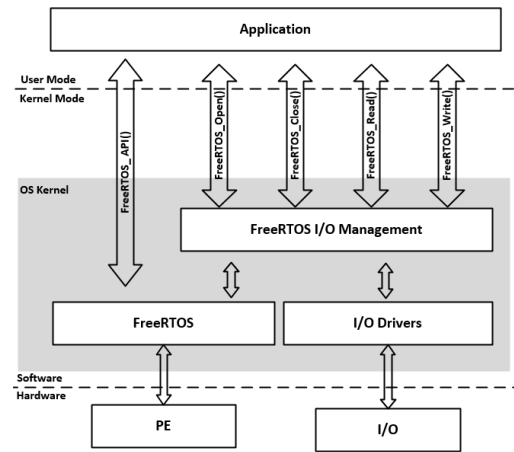 Application
User Mode
Kernel Mode
FreeRTOS_API()
FreeRTOS_Open()
FreeRTOS_Close()
FreeRTOS_Read()
FreeRTOS_Write()
OS Kernel
FreeRTOS I/O Management
FreeRTOS
I/O Drivers
Software
Hardware
PE
I/O